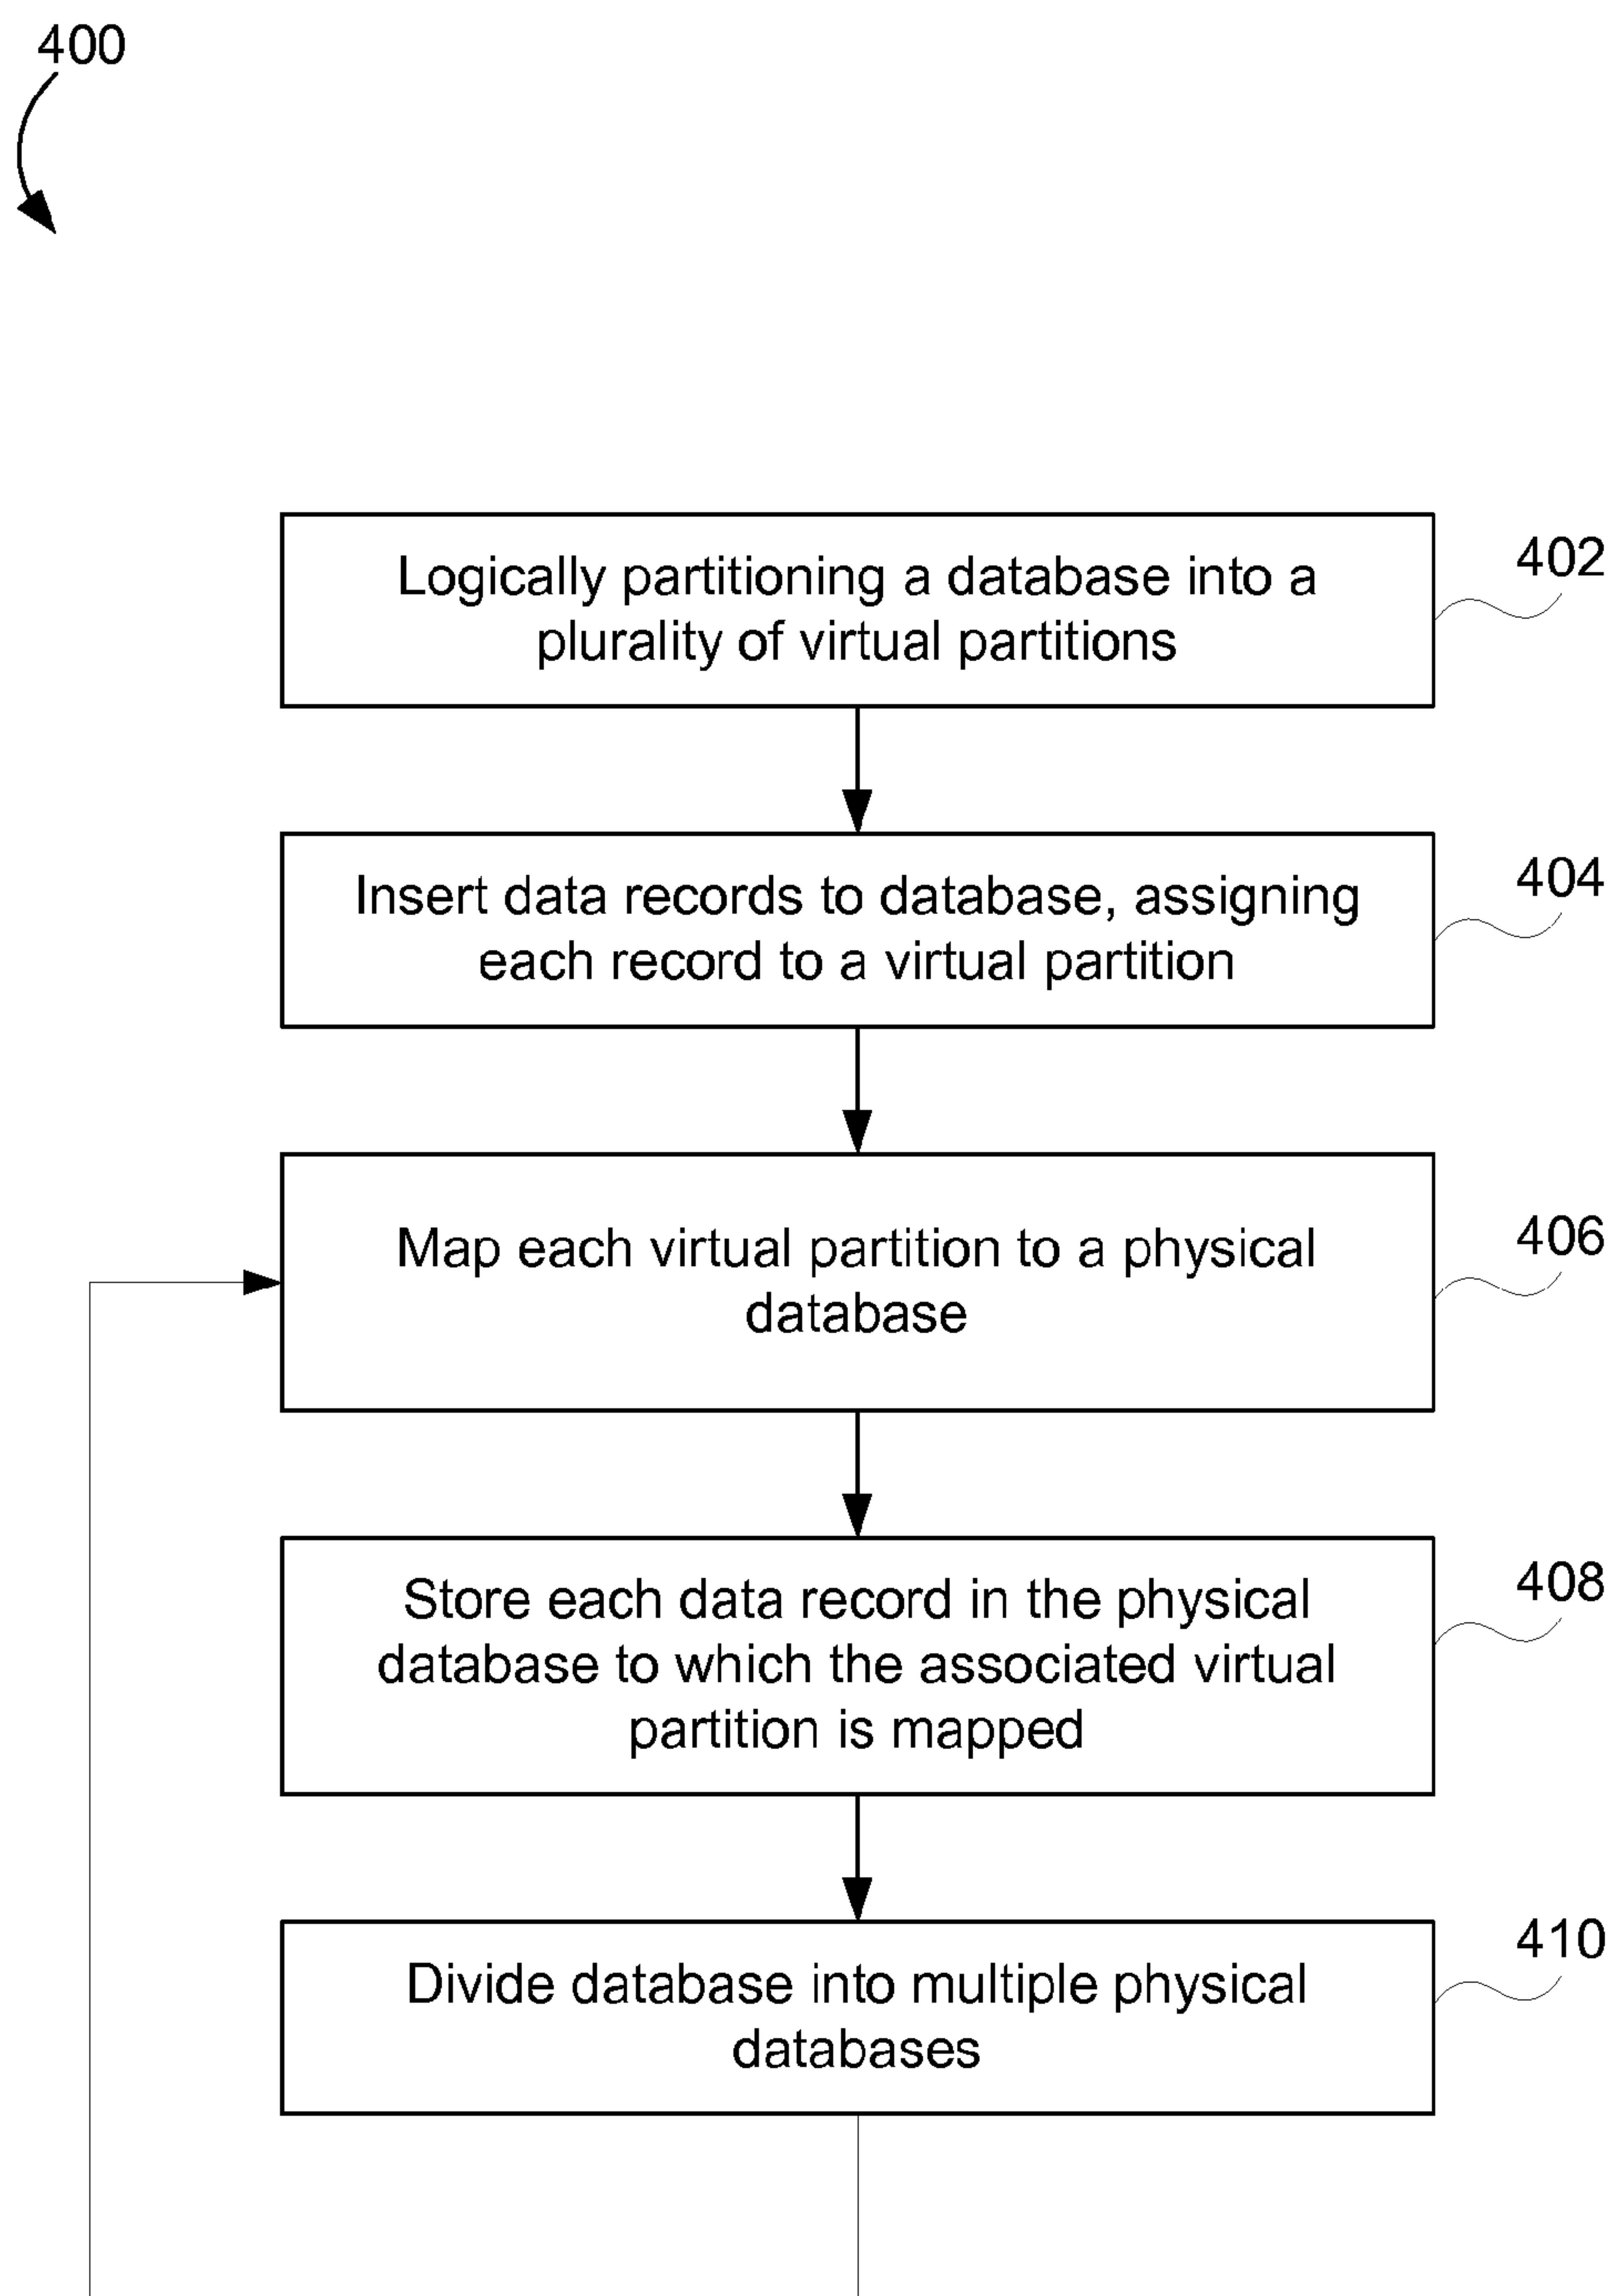 400
Logically partitioning a database into a
plurality of virtual partitions
402
Insert data records to database, assigning
each record to a virtual partition
404
Map each virtual partition to a physical
database
406
Store each data record in the physical
database to which the associated virtual
partition is mapped
408
Divide database into multiple physical
databases
410